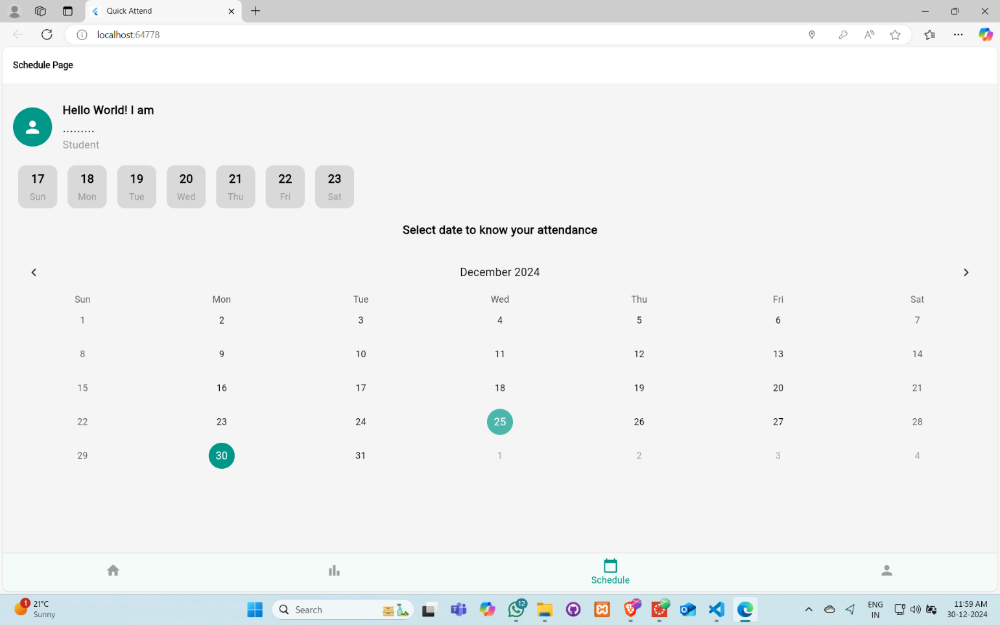 Quick Attend
localhost:64778
Schedule Page
Hello World! I am
.........
Student
17 18 19 20 21 22 23
Sun Mon Tue Wed Thu Fri Sat
Select date to know your attendance
December 2024
Sun Mon Tue Wed Thu Fri Sat
1 2 3 4 5 6 7
8 9 10 11 12 13 14
15 16 17 18 19 20 21
22 23 24 25 26 27 28
29 30 31 1 2 3 4
Schedule
1 21°C
Sunny
Search
12
ENG
IN
11:59 AM
30-12-2024